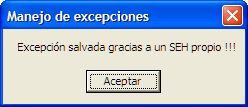 Manejo de excepciones
Excepción salvada gracias a un SEH propio !!!
Aceptar